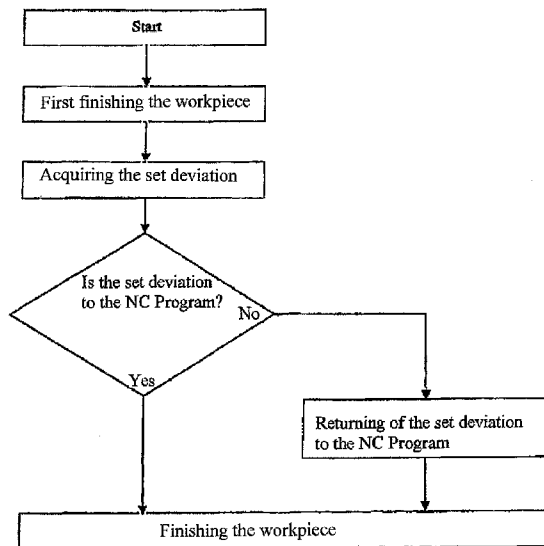 Start
First finishing the workpiece
Acquiring the set deviation
Is the set deviation
to the NC Program?
No
Yes
Returning of the set deviation
to the NC Program
Finishing the workpiece